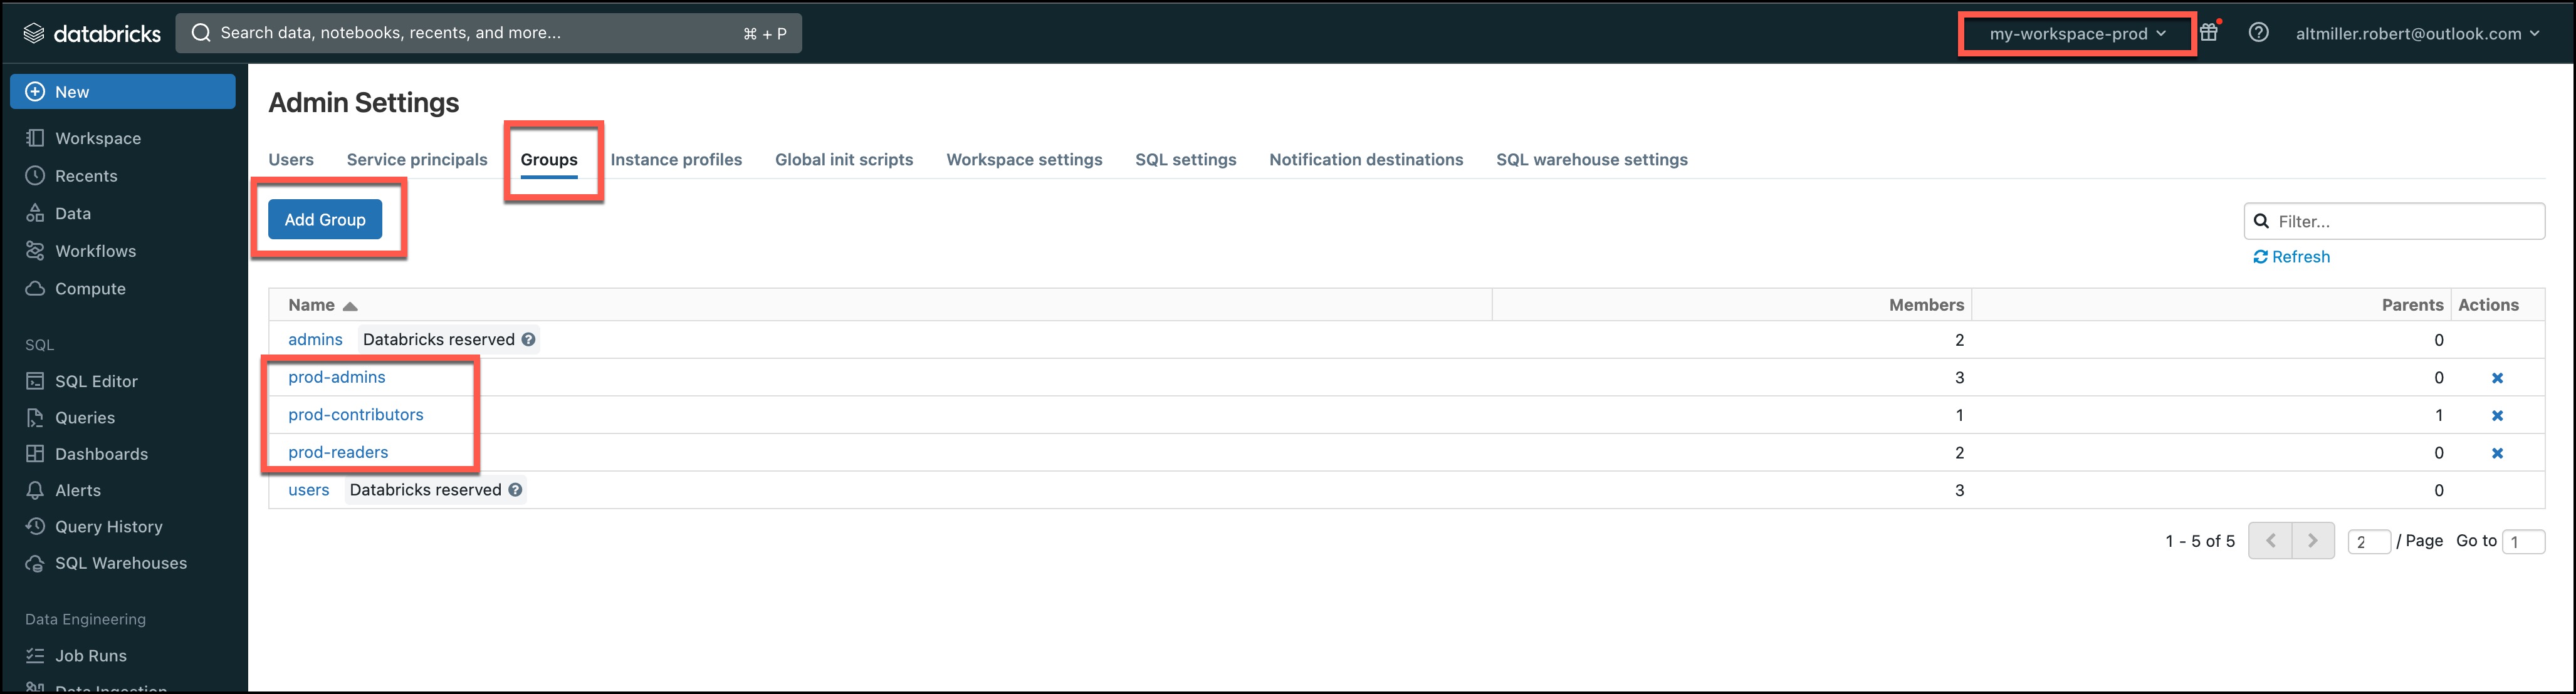 databricks
Search data, notebooks, recents, and more... ⌘ + P
my-workspace-prod
altmiller.robert@outlook.com
New
Workspace
Recents
Data
Workflows
Compute
SQL
SQL Editor
Queries
Dashboards
Alerts
Query History
SQL Warehouses
Data Engineering
Job Runs
Data Ingestion
Admin Settings
Users Service principals Groups Instance profiles Global init scripts Workspace settings SQL settings Notification destinations SQL warehouse settings
Add Group
Filter...
Refresh
Name Members Parents Actions
admins Databricks reserved ? 2 0
prod-admins 3 0
prod-contributors 1 1
prod-readers 2 0
users Databricks reserved ? 3 0
1 - 5 of 5 2 / Page Go to 1